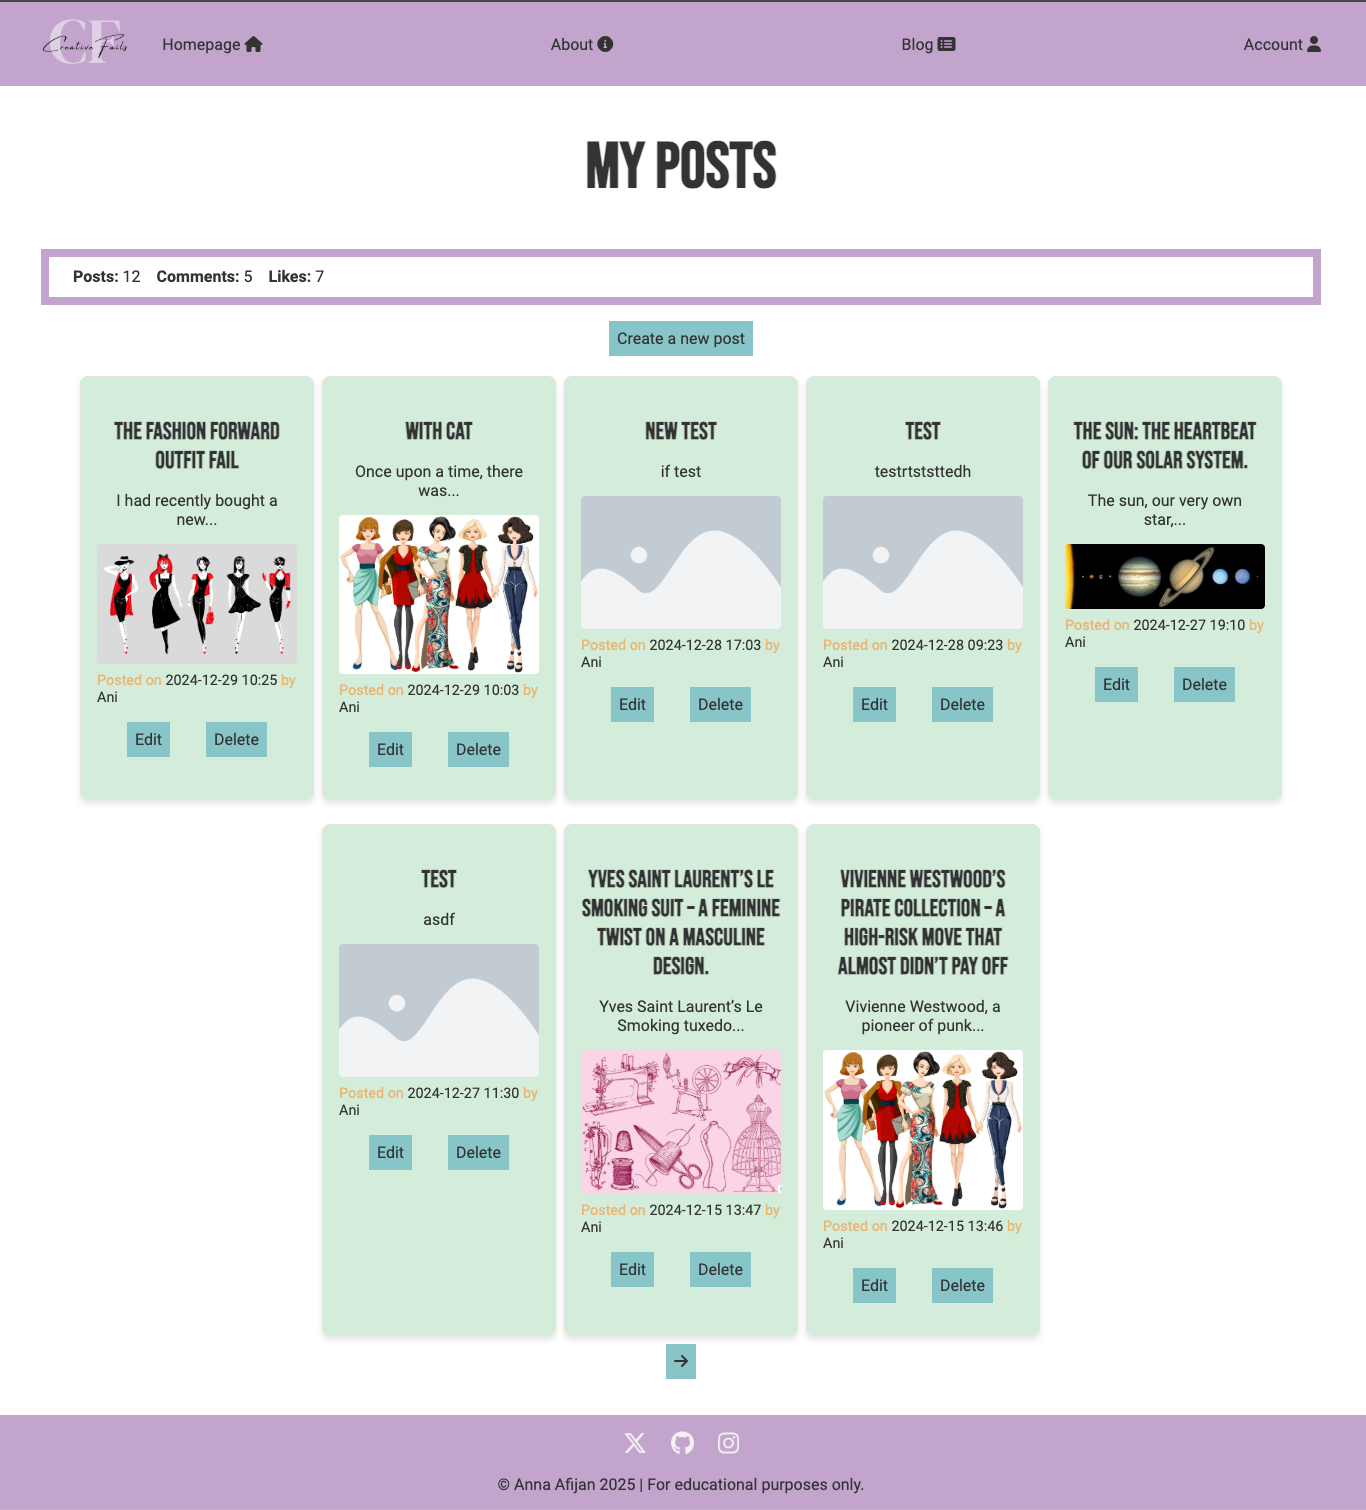 CF
Creative Fails
Homepage
About
Blog
Account
MY POSTS
Posts: 12 Comments: 5 Likes: 7
Create a new post
THE FASHION FORWARD
OUTFIT FAIL
I had recently bought a
new...
Posted on 2024-12-29 10:25 by
Ani
Edit Delete
WITH CAT
Once upon a time, there
was...
Posted on 2024-12-29 10:03 by
Ani
Edit Delete
NEW TEST
if test
Posted on 2024-12-28 17:03 by
Ani
Edit Delete
TEST
testrtststtedh
Posted on 2024-12-28 09:23 by
Ani
Edit Delete
THE SUN: THE HEARTBEAT
OF OUR SOLAR SYSTEM.
The sun, our very own
star,...
Posted on 2024-12-27 19:10 by
Ani
Edit Delete
TEST
asdf
Posted on 2024-12-27 11:30 by
Ani
Edit Delete
YVES SAINT LAURENT’S LE
SMOKING SUIT – A FEMININE
TWIST ON A MASCULINE
DESIGN.
Yves Saint Laurent’s Le
Smoking tuxedo...
Posted on 2024-12-15 13:47 by
Ani
Edit Delete
VIVIENNE WESTWOOD’S
PIRATE COLLECTION – A
HIGH-RISK MOVE THAT
ALMOST DIDN’T PAY OFF
Vivienne Westwood, a
pioneer of punk...
Posted on 2024-12-15 13:46 by
Ani
Edit Delete
© Anna Afijan 2025 | For educational purposes only.